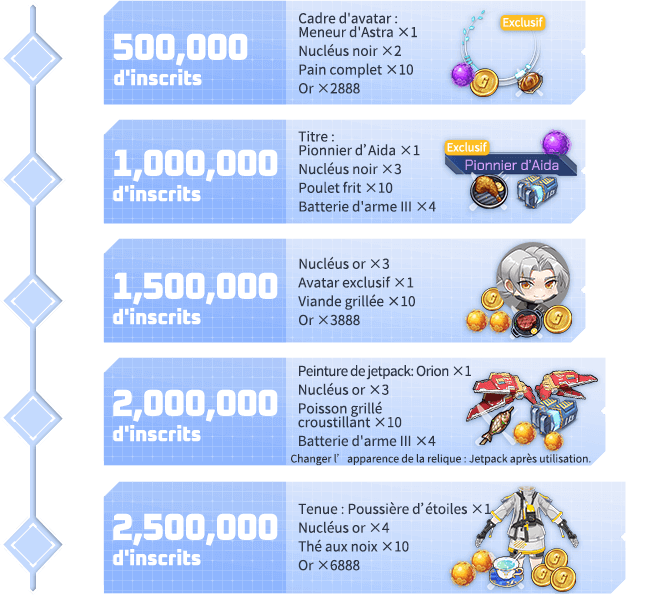 500,000
d'inscrits
Cadre d'avatar :
Meneur d'Astra ×1
Nucléus noir ×2
Pain complet ×10
Or ×2888
Exclusif
1,000,000
d'inscrits
Titre :
Pionnier d'Aida ×1
Nucléus noir ×3
Poulet frit ×10
Batterie d'arme III ×4
Exclusif
Pionnier d'Aida
1,500,000
d'inscrits
Nucléus or ×3
Avatar exclusif ×1
Viande grillée ×10
Or ×3888
2,000,000
d'inscrits
Peinture de jetpack: Orion ×1
Nucléus or ×3
Poisson grillé
croustillant ×10
Batterie d'arme III ×4
Changer l' apparence de la relique : Jetpack après utilisation.
2,500,000
d'inscrits
Tenue : Poussière d'étoiles ×1
Nucléus or ×4
Thé aux noix ×10
Or ×6888